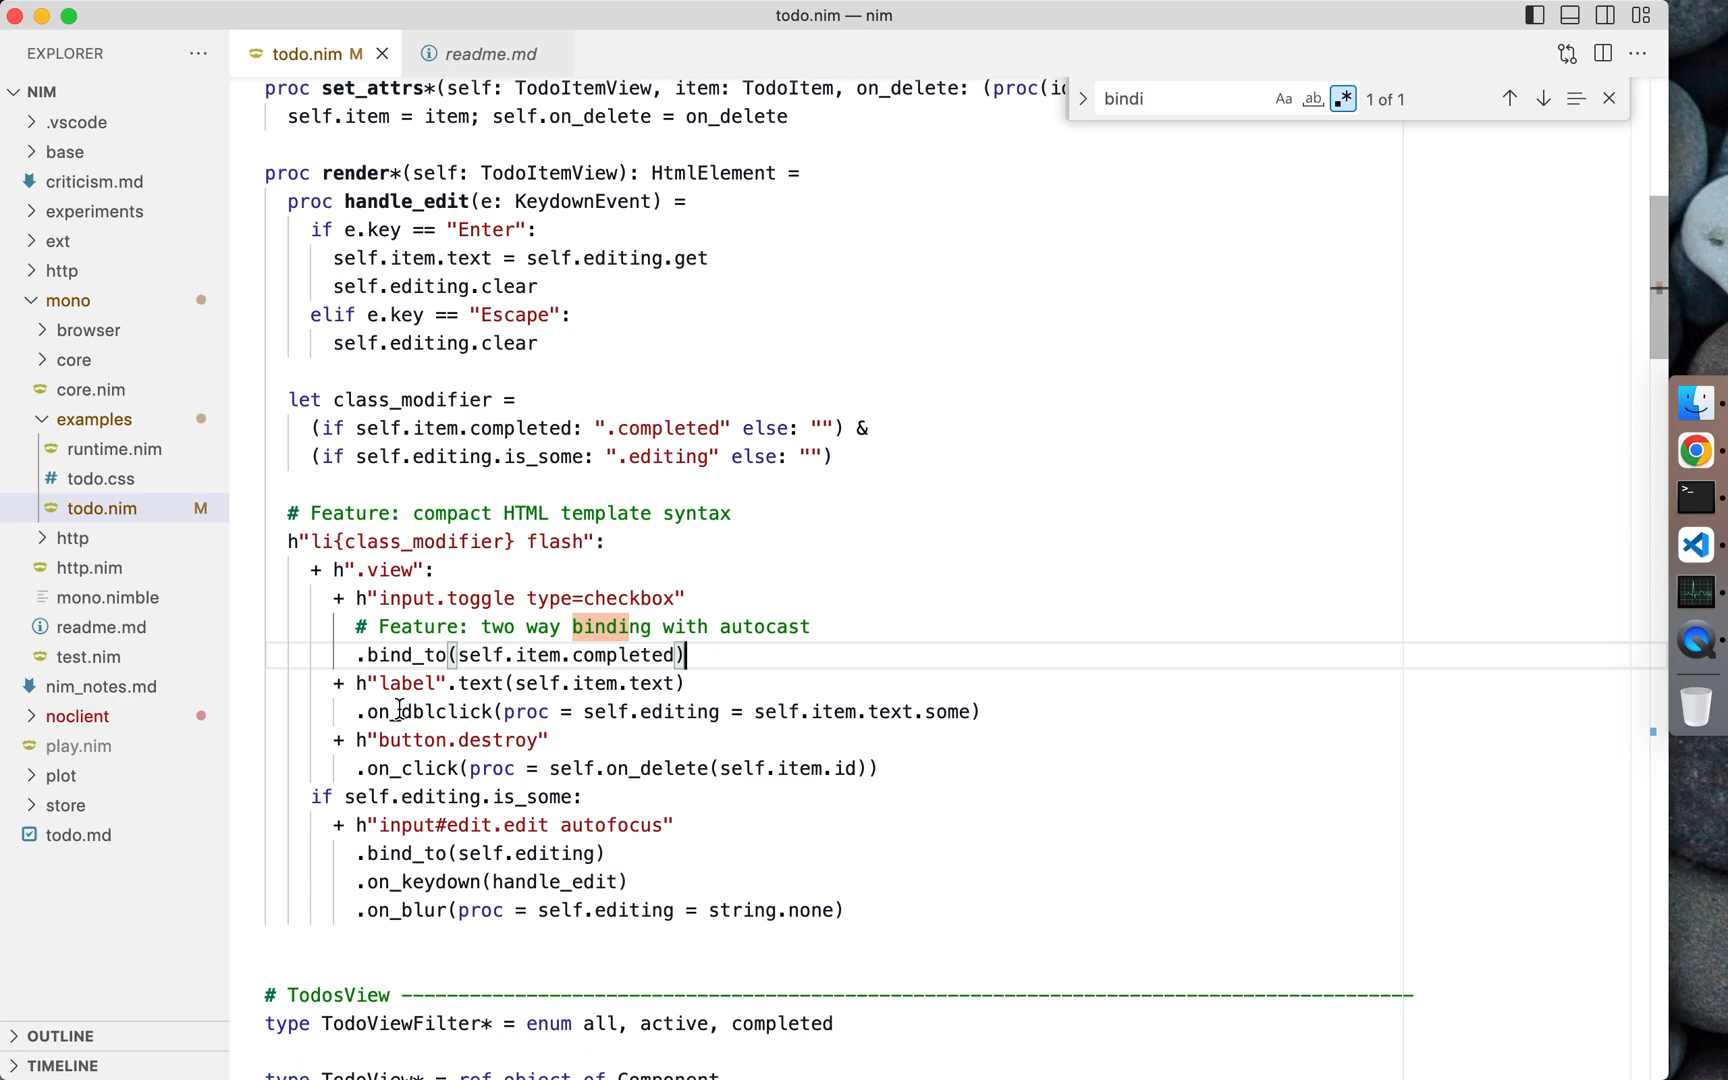 todo.nim — nim
EXPLORER
NIM
.vscode
base
criticism.md
experiments
ext
http
mono
browser
core
core.nim
examples
runtime.nim
# todo.css
todo.nim M
http
http.nim
mono.nimble
readme.md
test.nim
nim_notes.md
noclient
play.nim
plot
store
todo.md
OUTLINE
TIMELINE
todo.nim M
readme.md
bindi
Aa
ab
.*
1 of 1
proc set_attrs*(self: TodoItemView, item: TodoItem, on_delete: (proc(i
self.item = item; self.on_delete = on_delete
proc render*(self: TodoItemView): HtmlElement =
proc handle_edit(e: KeydownEvent) =
if e.key == "Enter":
self.item.text = self.editing.get
self.editing.clear
elif e.key == "Escape":
self.editing.clear
let class_modifier =
(if self.item.completed: ".completed" else: "") &
(if self.editing.is_some: ".editing" else: "")
# Feature: compact HTML template syntax
h"li{class_modifier} flash":
+ h".view":
+ h"input.toggle type=checkbox"
# Feature: two way binding with autocast
.bind_to(self.item.completed)
+ h"label".text(self.item.text)
.on_dblclick(proc = self.editing = self.item.text.some)
+ h"button.destroy"
.on_click(proc = self.on_delete(self.item.id))
if self.editing.is_some:
+ h"input#edit.edit autofocus"
.bind_to(self.editing)
.on_keydown(handle_edit)
.on_blur(proc = self.editing = string.none)
# TodosView ------------------------------------------------------------------------------------------
type TodoViewFilter* = enum all, active, completed
type TodoView* = ref object of Component